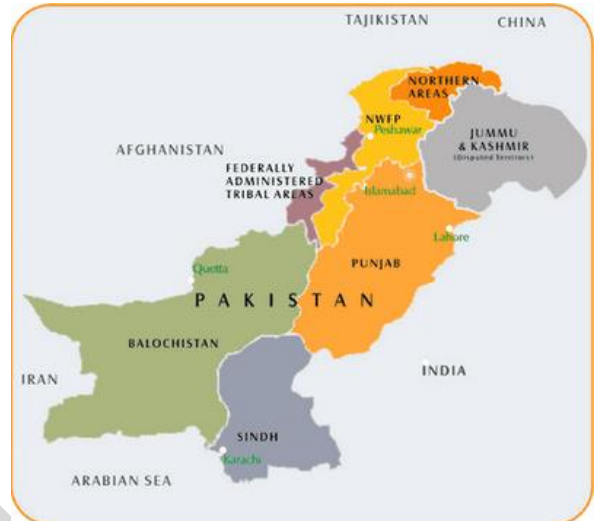 TAJIKISTAN
CHINA
NORTHERN
AREAS
NWFP
Peshawar
JUMMU
& KASHMIR
(Disputed Territory)
AFGHANISTAN
FEDERALLY
ADMINISTERED
TRIBAL AREAS
Islamabad
Lahore
PUNJAB
Quetta
PAKISTAN
BALOCHISTAN
INDIA
IRAN
SINDH
Karachi
ARABIAN SEA